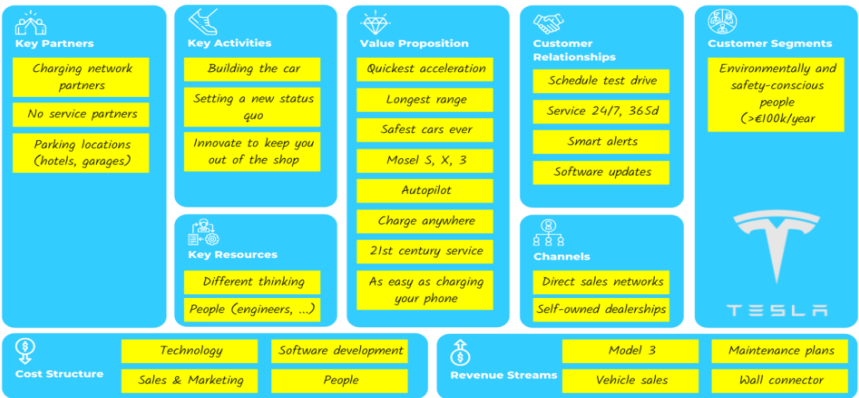 Key Partners
Charging network
partners
No service partners
Parking locations
(hotels, garages)
Key Activities
Building the car
Setting a new status
quo
Innovate to keep you
out of the shop
Key Resources
Different thinking
People (engineers, ...)
Value Proposition
Quickest acceleration
Longest range
Safest cars ever
Mosel S, X, 3
Autopilot
Charge anywhere
21st century service
As easy as charging
your phone
Customer
Relationships
Schedule test drive
Service 24/7, 365d
Smart alerts
Software updates
Channels
Direct sales networks
Self-owned dealerships
Customer Segments
Environmentally and
safety-conscious
people
(>€100k/year
TESLA
Cost Structure
Technology
Software development
Sales & Marketing
People
Revenue Streams
Model 3
Maintenance plans
Vehicle sales
Wall connector